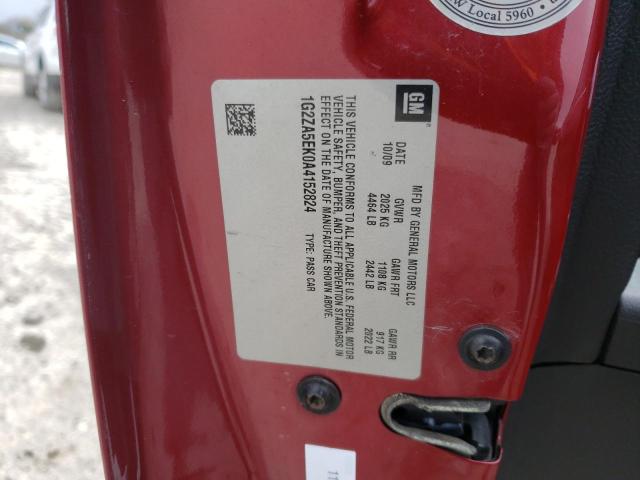 GM
DATE
10/09
MFD BY GENERAL MOTORS LLC
GVWR GAWR FRT GAWR RR
2025 KG 1108 KG 917 KG
4464 LB 2442 LB 2022 LB
THIS VEHICLE CONFORMS TO ALL APPLICABLE U.S. FEDERAL MOTOR
VEHICLE SAFETY, BUMPER, AND THEFT PREVENTION STANDARDS IN
EFFECT ON THE DATE OF MANUFACTURE SHOWN ABOVE.
1G2ZA5EK0A4152824 TYPE: PASS CAR
Local 5960
11